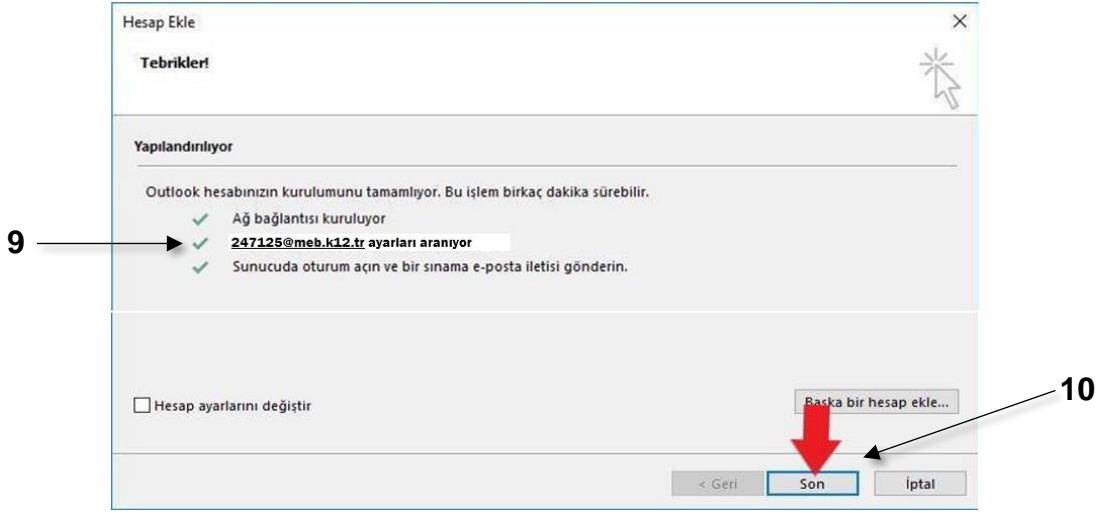 Hesap Ekle
Tebrikler!
Yapılandırılıyor
Outlook hesabınızın kurulumunu tamamlıyor. Bu işlem birkaç dakika sürebilir.
Ağ bağlantısı kuruluyor
9
247125@meb.k12.tr ayarları aranıyor
Sunucuda oturum açın ve bir sınama e-posta iletisi gönderin.
10
Hesap ayarlarını değiştir
Başka bir hesap ekle...
< Geri
Son
İptal